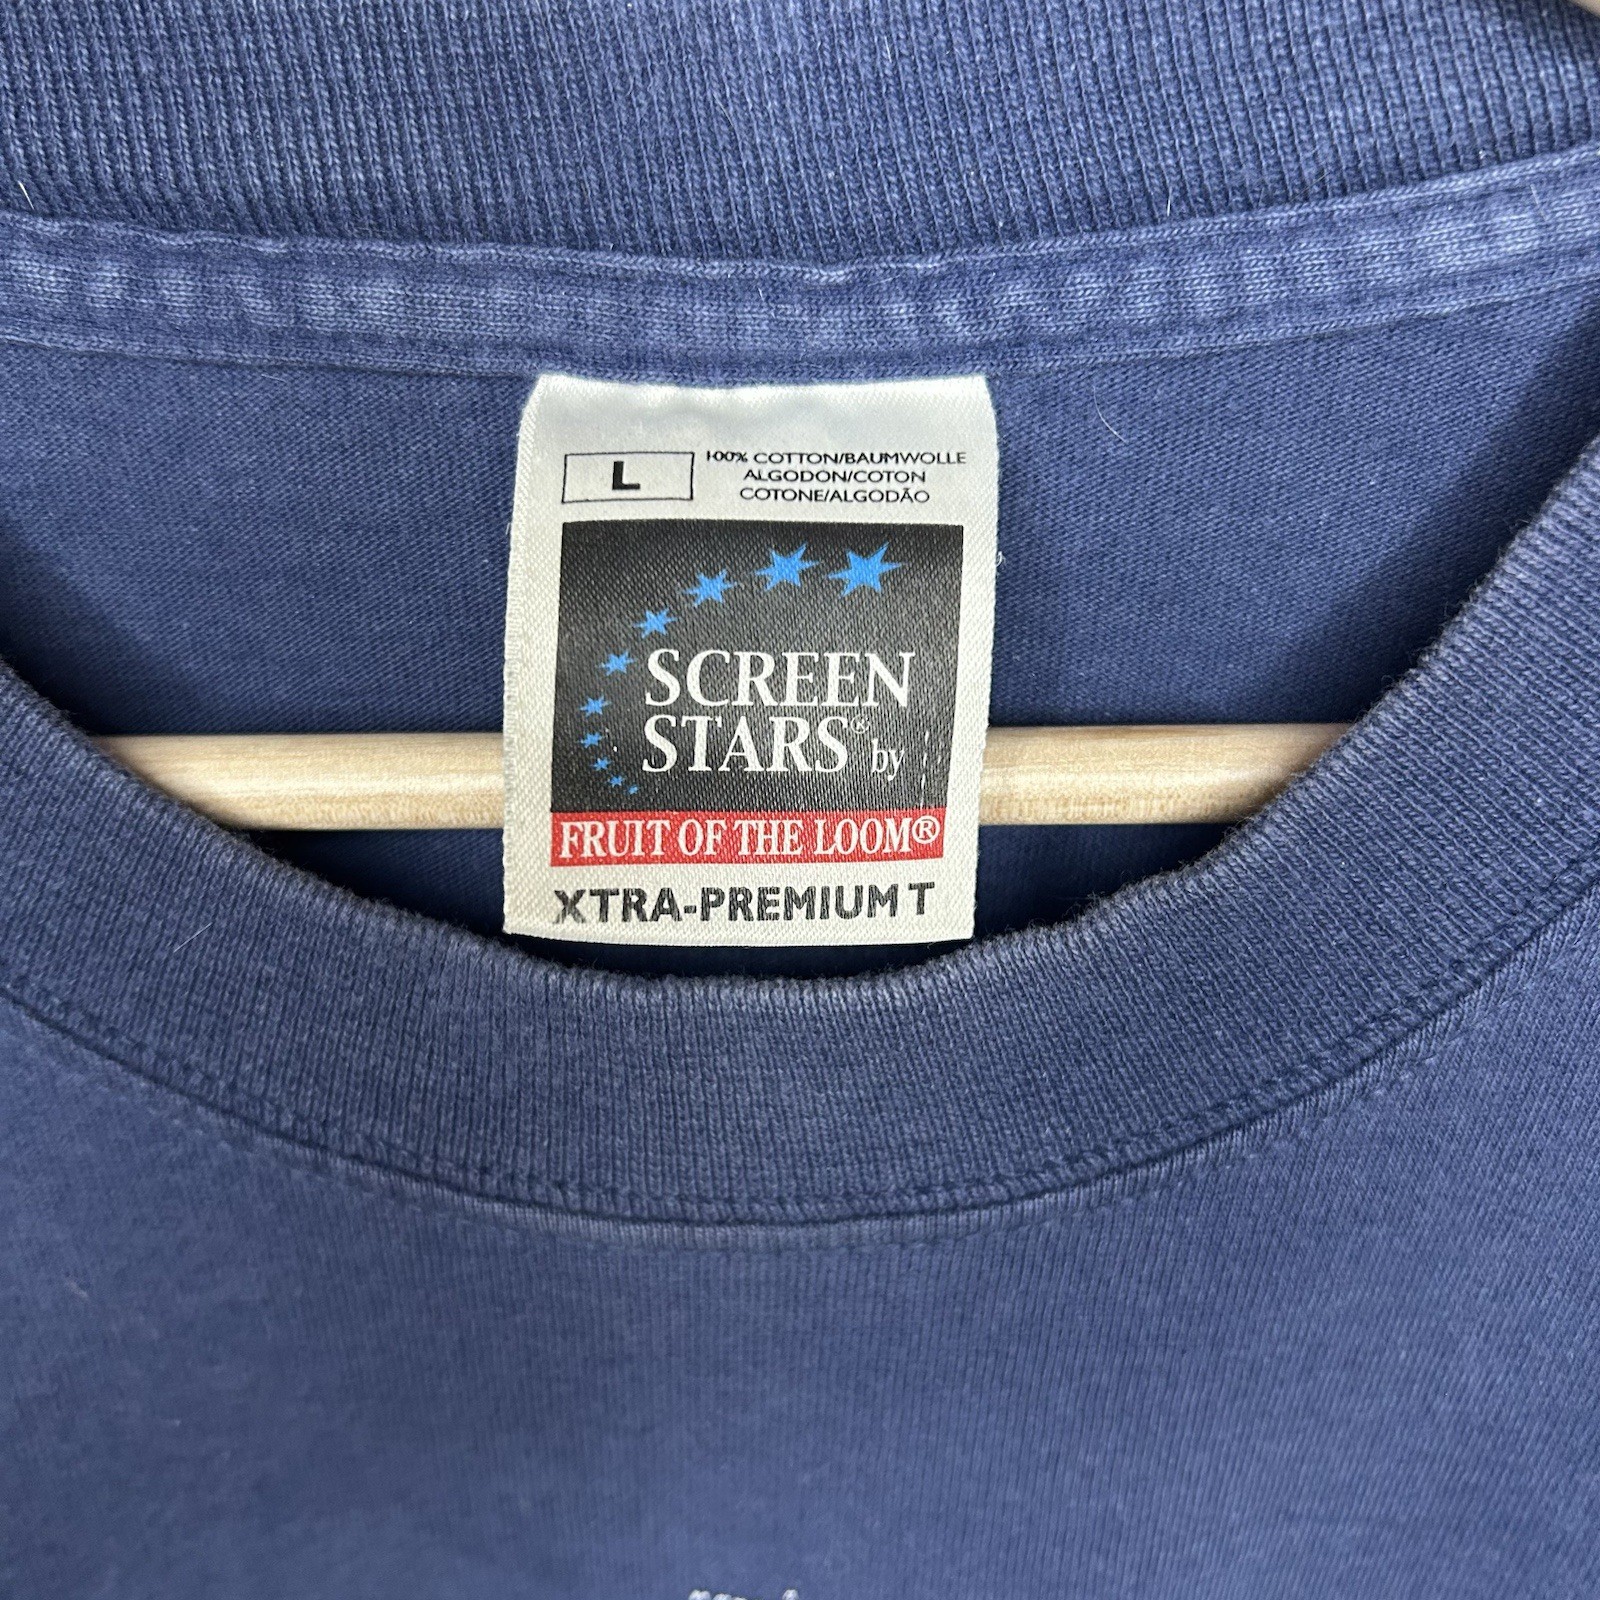 L
100% COTTON/BAUMWOLLE
ALGODON/COTON
COTONE/ALGODÃO
SCREEN
STARS® by
FRUIT OF THE LOOM®
XTRA-PREMIUM T